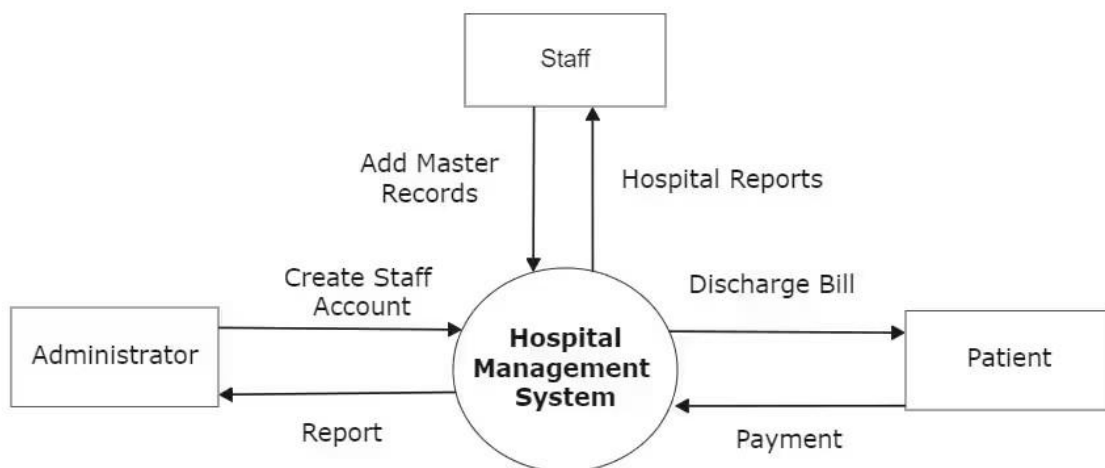 Staff
Add Master
Records
Hospital Reports
Create Staff
Account
Discharge Bill
Administrator
Hospital
Management
System
Patient
Report
Payment